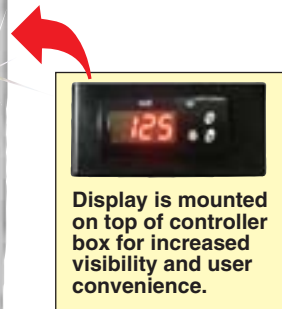 125
Display is mounted
on top of controller
box for increased
visibility and user
convenience.